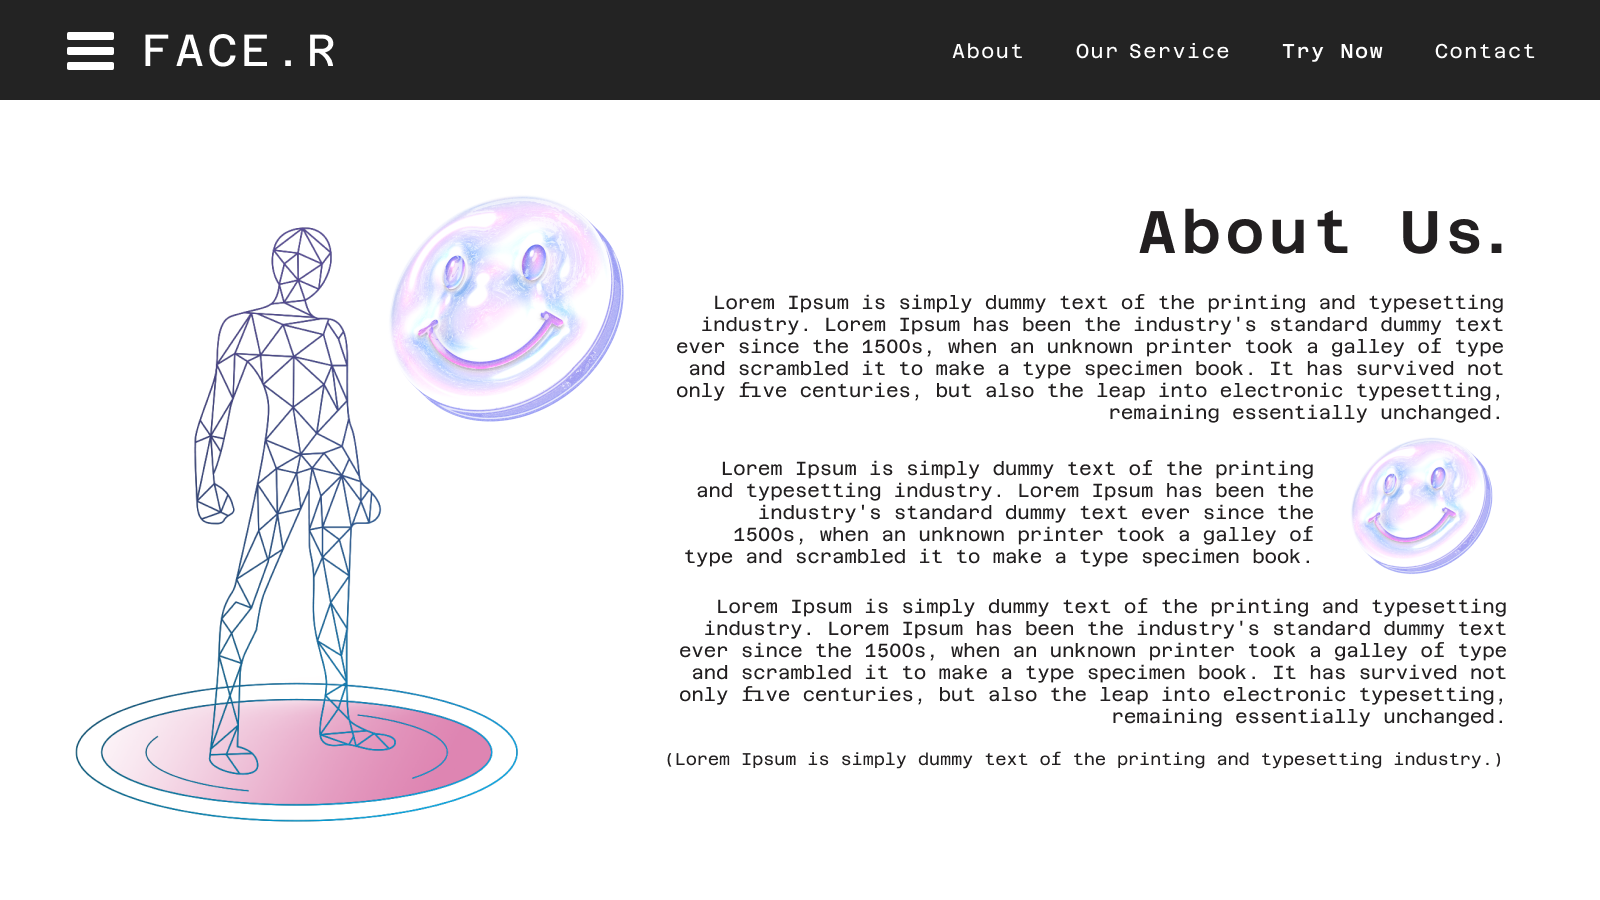 FACE.R
About Our Service Try Now Contact
About Us.
Lorem Ipsum is simply dummy text of the printing and typesetting
industry. Lorem Ipsum has been the industry's standard dummy text
ever since the 1500s, when an unknown printer took a galley of type
and scrambled it to make a type specimen book. It has survived not
only five centuries, but also the leap into electronic typesetting,
remaining essentially unchanged.
Lorem Ipsum is simply dummy text of the printing
and typesetting industry. Lorem Ipsum has been the
industry's standard dummy text ever since the
1500s, when an unknown printer took a galley of
type and scrambled it to make a type specimen book.
Lorem Ipsum is simply dummy text of the printing and typesetting
industry. Lorem Ipsum has been the industry's standard dummy text
ever since the 1500s, when an unknown printer took a galley of type
and scrambled it to make a type specimen book. It has survived not
only five centuries, but also the leap into electronic typesetting,
remaining essentially unchanged.
(Lorem Ipsum is simply dummy text of the printing and typesetting industry.)